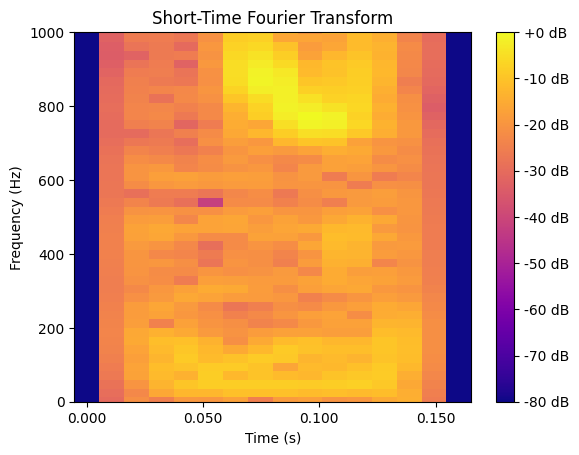 Short-Time Fourier Transform
Frequency (Hz)
1000
800
600
400
200
0
0.000
0.050
0.100
0.150
Time (s)
+0 dB
-10 dB
-20 dB
-30 dB
-40 dB
-50 dB
-60 dB
-70 dB
-80 dB